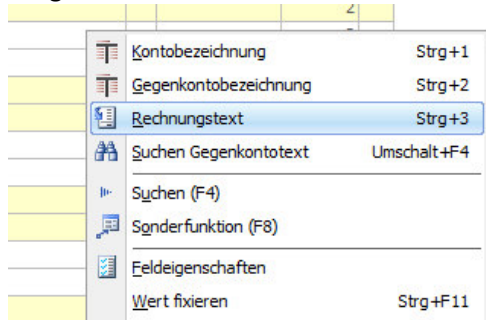 2
Kontobezeichnung Strg+1
Gegenkontobezeichnung Strg+2
Rechnungstext Strg+3
Suchen Gegenkontotext Umschalt+F4
Suchen (F4)
Sonderfunktion (F8)
Feldeigenschaften
Wert fixieren Strg+F11